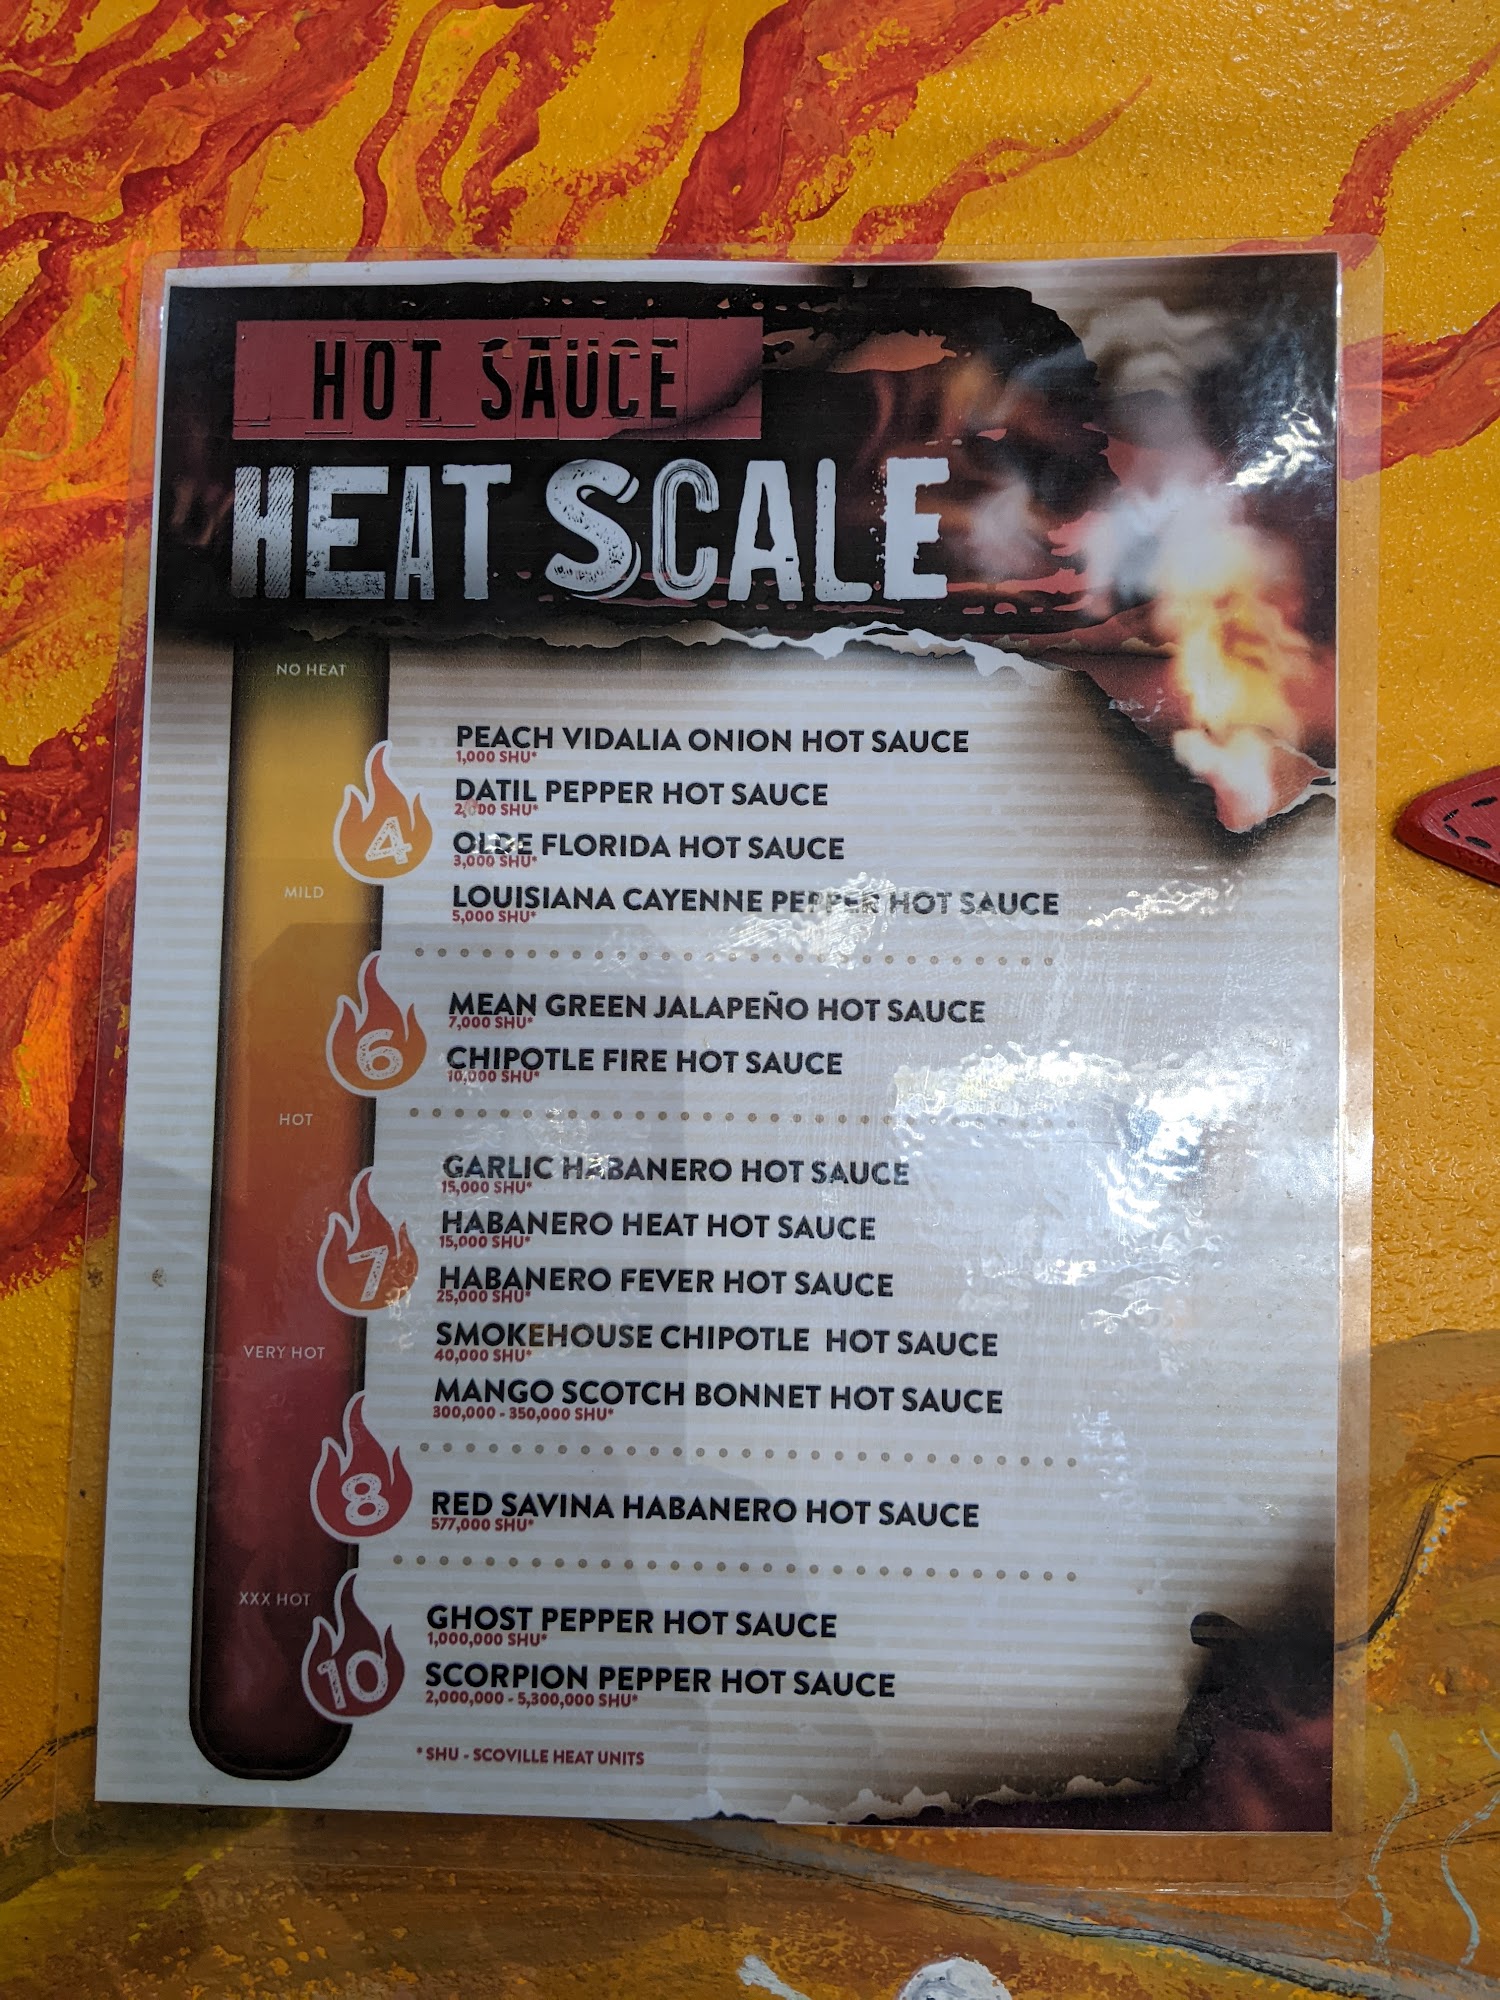 HOT SAUCE
HEAT SCALE
NO HEAT
PEACH VIDALIA ONION HOT SAUCE
1,000 SHU*
DATIL PEPPER HOT SAUCE
2,000 SHU*
4
OLDE FLORIDA HOT SAUCE
3,000 SHU*
MILD
LOUISIANA CAYENNE PEPPER HOT SAUCE
5,000 SHU*
MEAN GREEN JALAPEÑO HOT SAUCE
7,000 SHU*
6
CHIPOTLE FIRE HOT SAUCE
10,000 SHU*
HOT
GARLIC HABANERO HOT SAUCE
15,000 SHU*
HABANERO HEAT HOT SAUCE
15,000 SHU*
7
HABANERO FEVER HOT SAUCE
25,000 SHU*
VERY HOT
SMOKEHOUSE CHIPOTLE HOT SAUCE
40,000 SHU*
MANGO SCOTCH BONNET HOT SAUCE
300,000 - 350,000 SHU*
8
RED SAVINA HABANERO HOT SAUCE
577,000 SHU*
XXX HOT
GHOST PEPPER HOT SAUCE
1,000,000 SHU*
10
SCORPION PEPPER HOT SAUCE
2,000,000 - 5,300,000 SHU*
* SHU - SCOVILLE HEAT UNITS